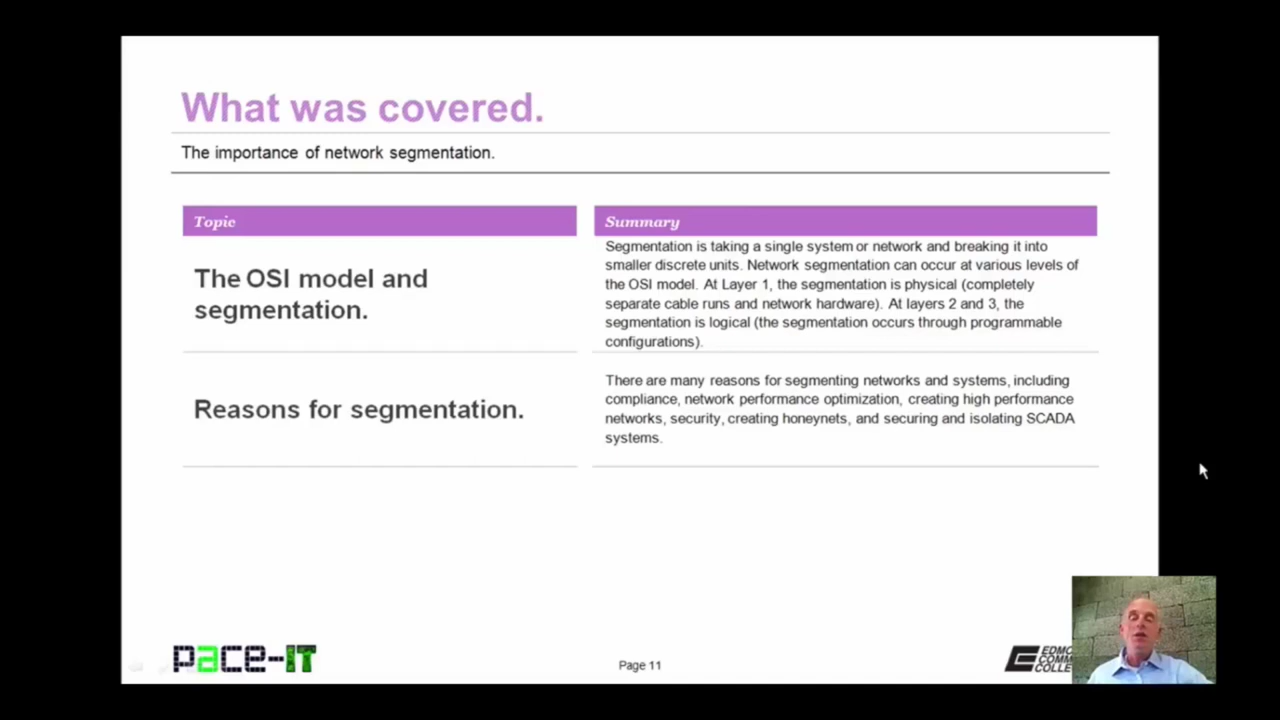 What was covered.
The importance of network segmentation.
Topic
Summary
The OSI model and
segmentation.
Segmentation is taking a single system or network and breaking it into
smaller discrete units. Network segmentation can occur at various levels of
the OSI model. At Layer 1, the segmentation is physical (completely
separate cable runs and network hardware). At layers 2 and 3, the
segmentation is logical (the segmentation occurs through programmable
configurations).
Reasons for segmentation.
There are many reasons for segmenting networks and systems, including
compliance, network performance optimization, creating high performance
networks, security, creating honeynets, and securing and isolating SCADA
systems.
pace-IT
Page 11